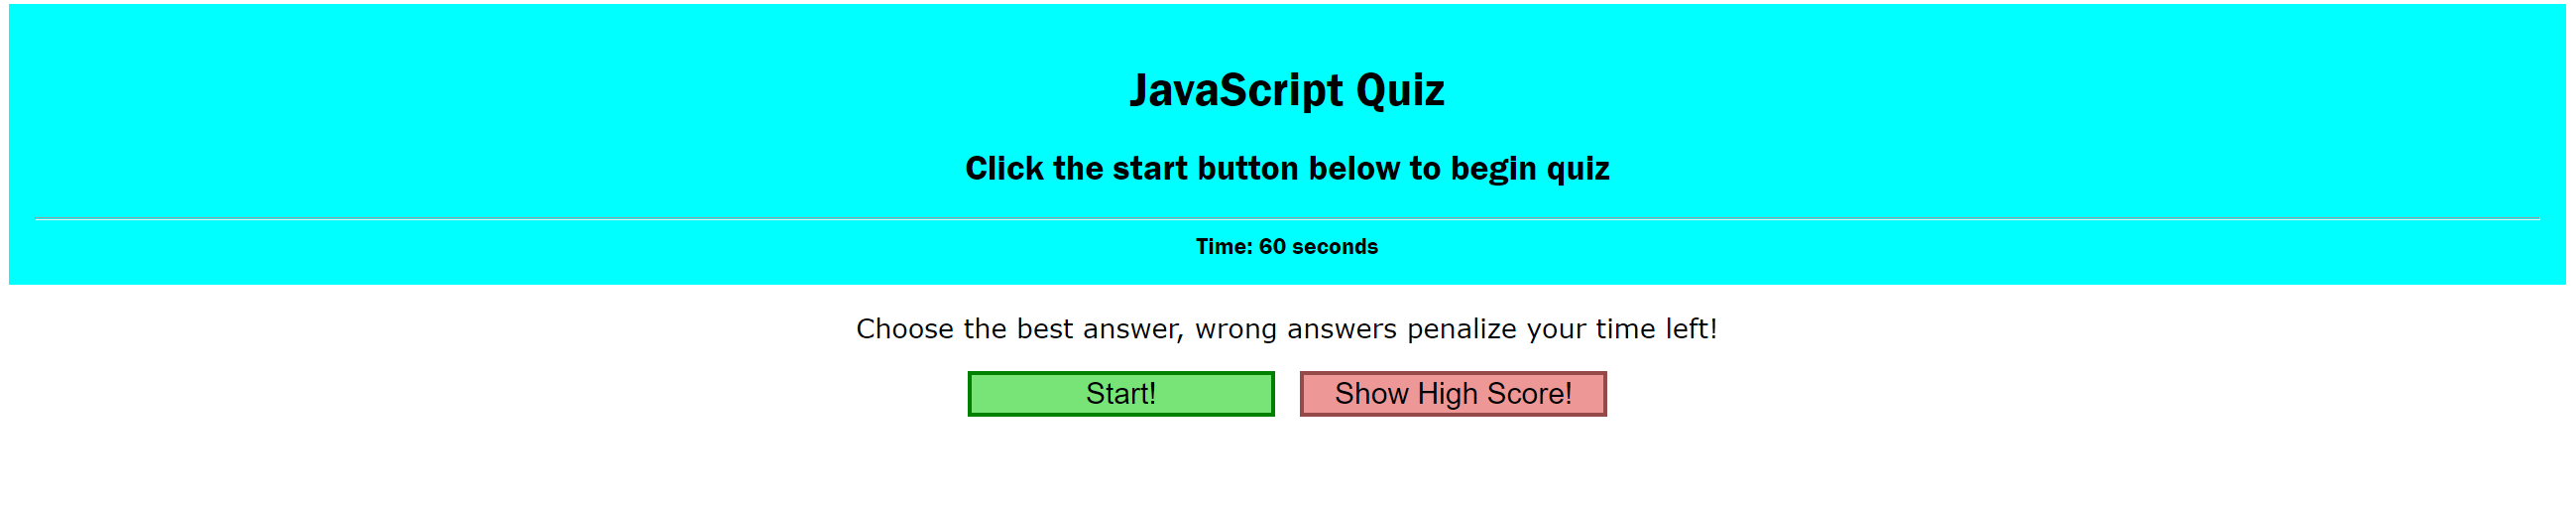 JavaScript Quiz
Click the start button below to begin quiz
Time: 60 seconds
Choose the best answer, wrong answers penalize your time left!
Start!
Show High Score!